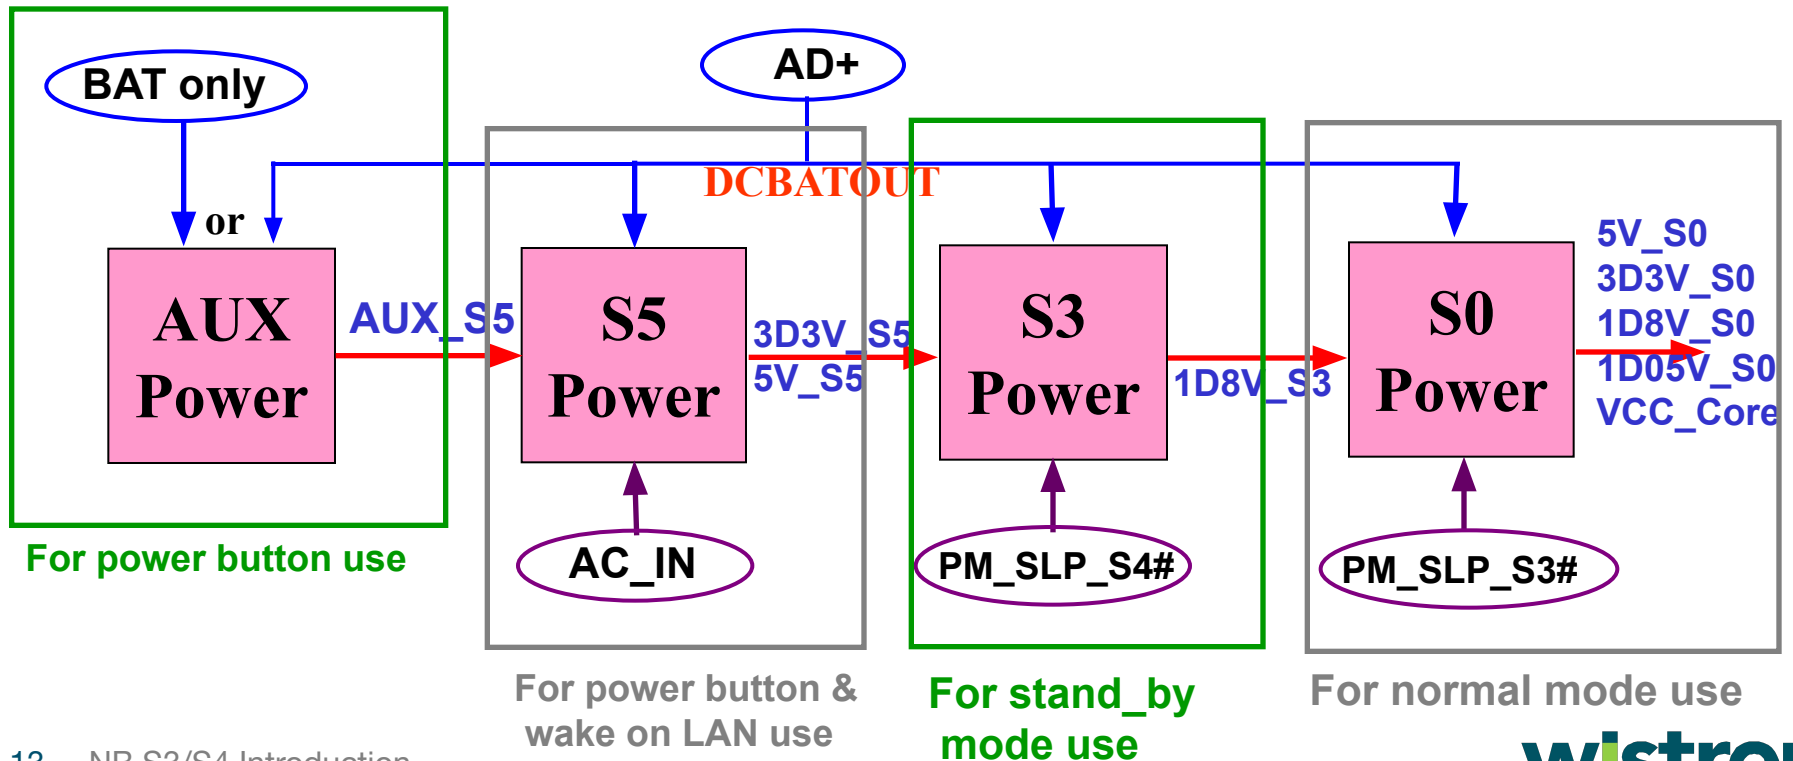 BAT only
AD+
DCBATOUT
or
AUX
Power
AUX_S5
S5
Power
3D3V_S5
5V_S5
S3
Power
1D8V_S3
S0
Power
5V_S0
3D3V_S0
1D8V_S0
1D05V_S0
VCC_Core
AC_IN
PM_SLP_S4#
PM_SLP_S3#
For power button use
For power button &
wake on LAN use
For stand_by
mode use
For normal mode use
Introduction